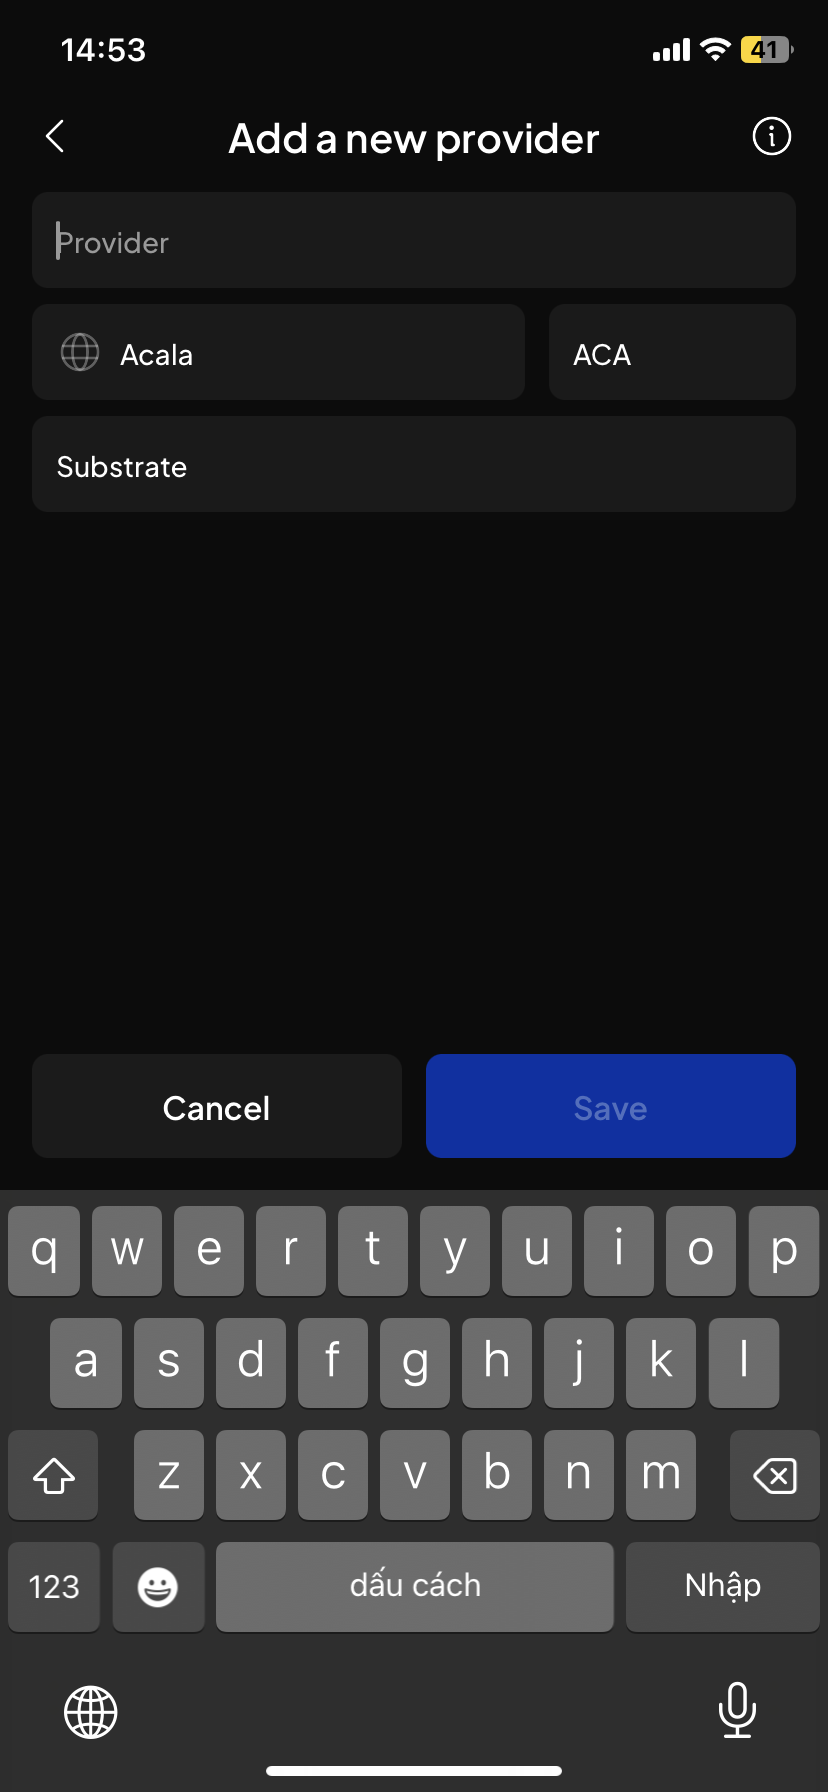 14:53
41
Add a new provider
Provider
Acala
ACA
Substrate
Cancel
Save
q w e r t y u i o p
a s d f g h j k l
z x c v b n m
123
dấu cách
Nhập